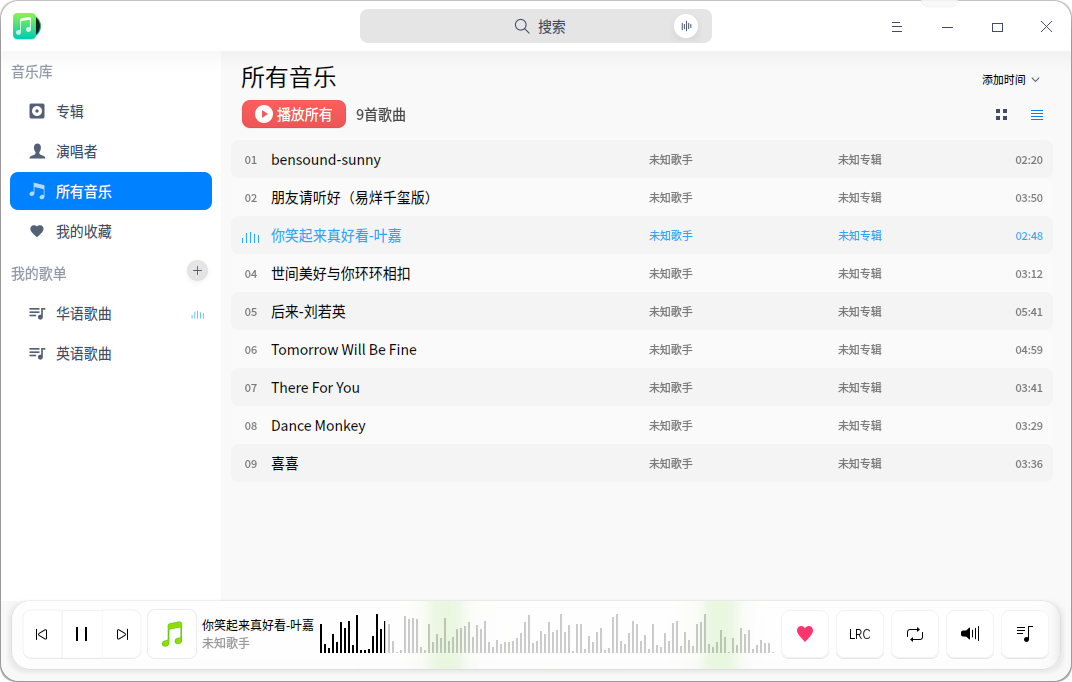 搜索
音乐库
专辑
演唱者
所有音乐
我的收藏
我的歌单
华语歌曲
英语歌曲
所有音乐
添加时间
播放所有 9首歌曲
01 bensound-sunny 未知歌手 未知专辑 02:20
02 朋友请听好（易烊千玺版） 未知歌手 未知专辑 03:50
你笑起来真好看-叶嘉 未知歌手 未知专辑 02:48
04 世间美好与你环环相扣 未知歌手 未知专辑 03:12
05 后来-刘若英 未知歌手 未知专辑 05:41
06 Tomorrow Will Be Fine 未知歌手 未知专辑 04:59
07 There For You 未知歌手 未知专辑 03:41
08 Dance Monkey 未知歌手 未知专辑 03:29
09 喜喜 未知歌手 未知专辑 03:36
你笑起来真好看-叶嘉
未知歌手
LRC